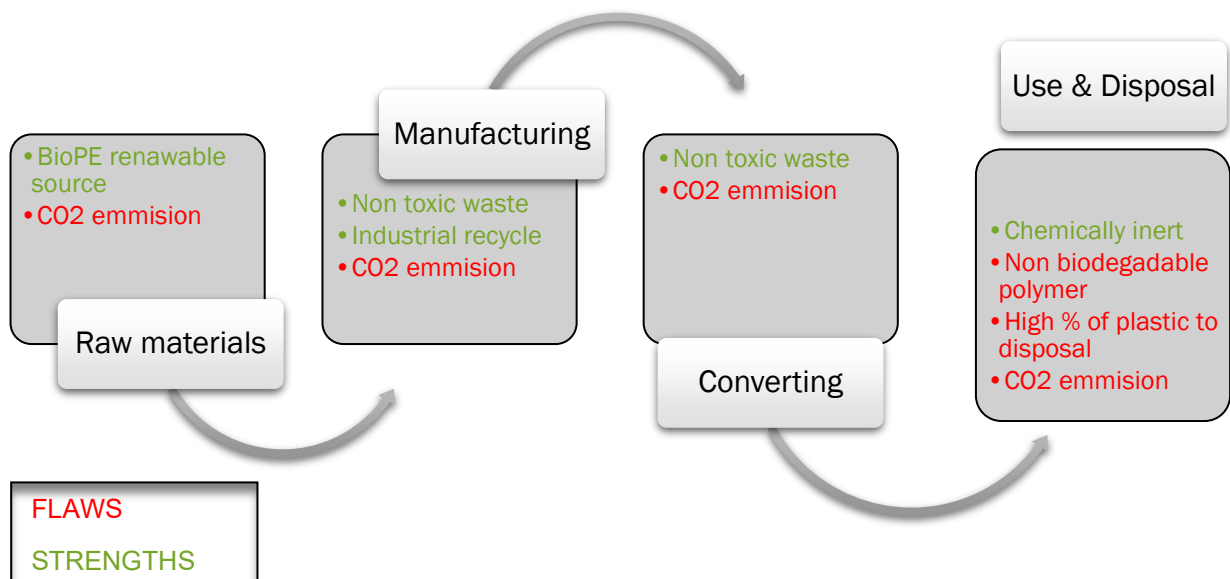 • BioPE renawable
source
• CO2 emmision
Raw materials
Manufacturing
• Non toxic waste
• Industrial recycle
• CO2 emmision
• Non toxic waste
• CO2 emmision
Converting
Use & Disposal
• Chemically inert
• Non biodegadable
polymer
• High % of plastic to
disposal
• CO2 emmision
FLAWS
STRENGTHS